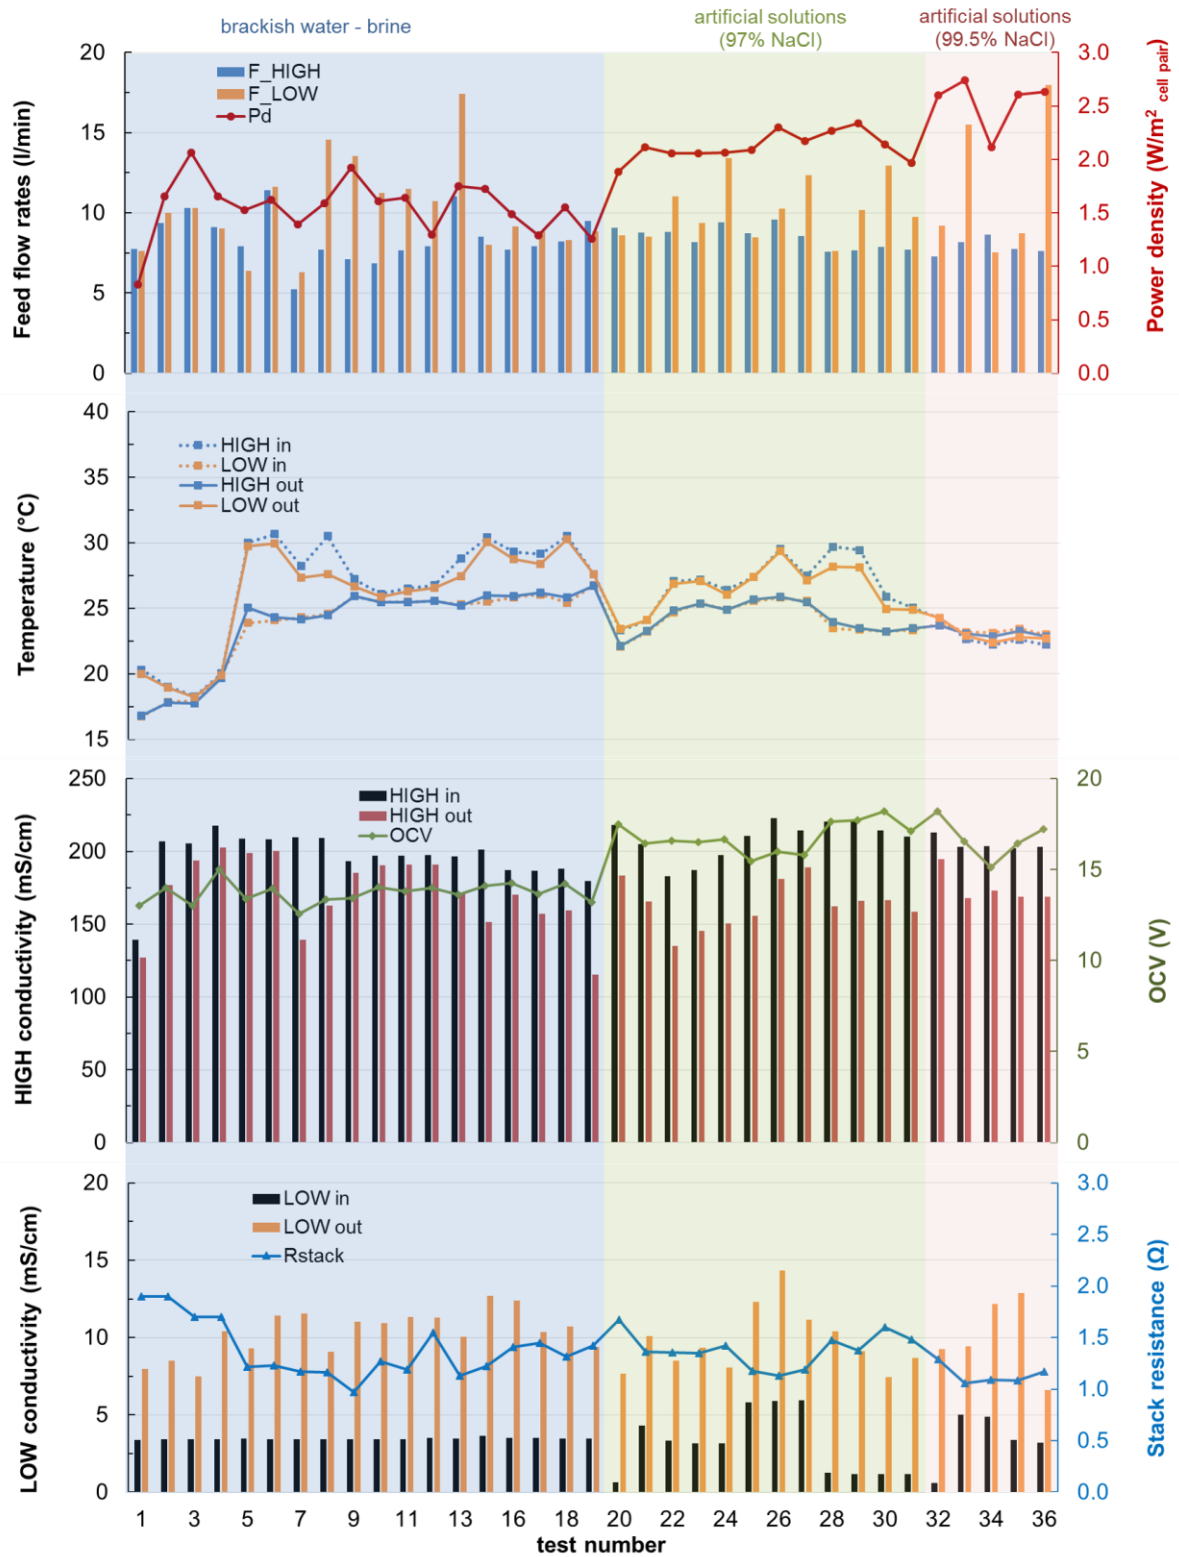 brackish water - brine
artificial solutions
(97% NaCl)
artificial solutions
(99.5% NaCl)
Feed flow rates (l/min)
20
15
10
5
0
F_HIGH
F_LOW
Pd
3.0
2.5
2.0
1.5
1.0
0.5
0.0
Power density (W/m² cell pair)
Temperature (°C)
40
35
30
25
20
15
HIGH in
LOW in
HIGH out
LOW out
HIGH conductivity (mS/cm)
250
200
150
100
50
0
HIGH in
HIGH out
OCV
20
15
10
5
0
OCV (V)
LOW conductivity (mS/cm)
20
15
10
5
0
LOW in
LOW out
Rstack
3.0
2.5
2.0
1.5
1.0
0.5
0.0
Stack resistance (Ω)
1 3 5 7 9 11 13 16 18 20 22 24 26 28 30 32 34 36
test number